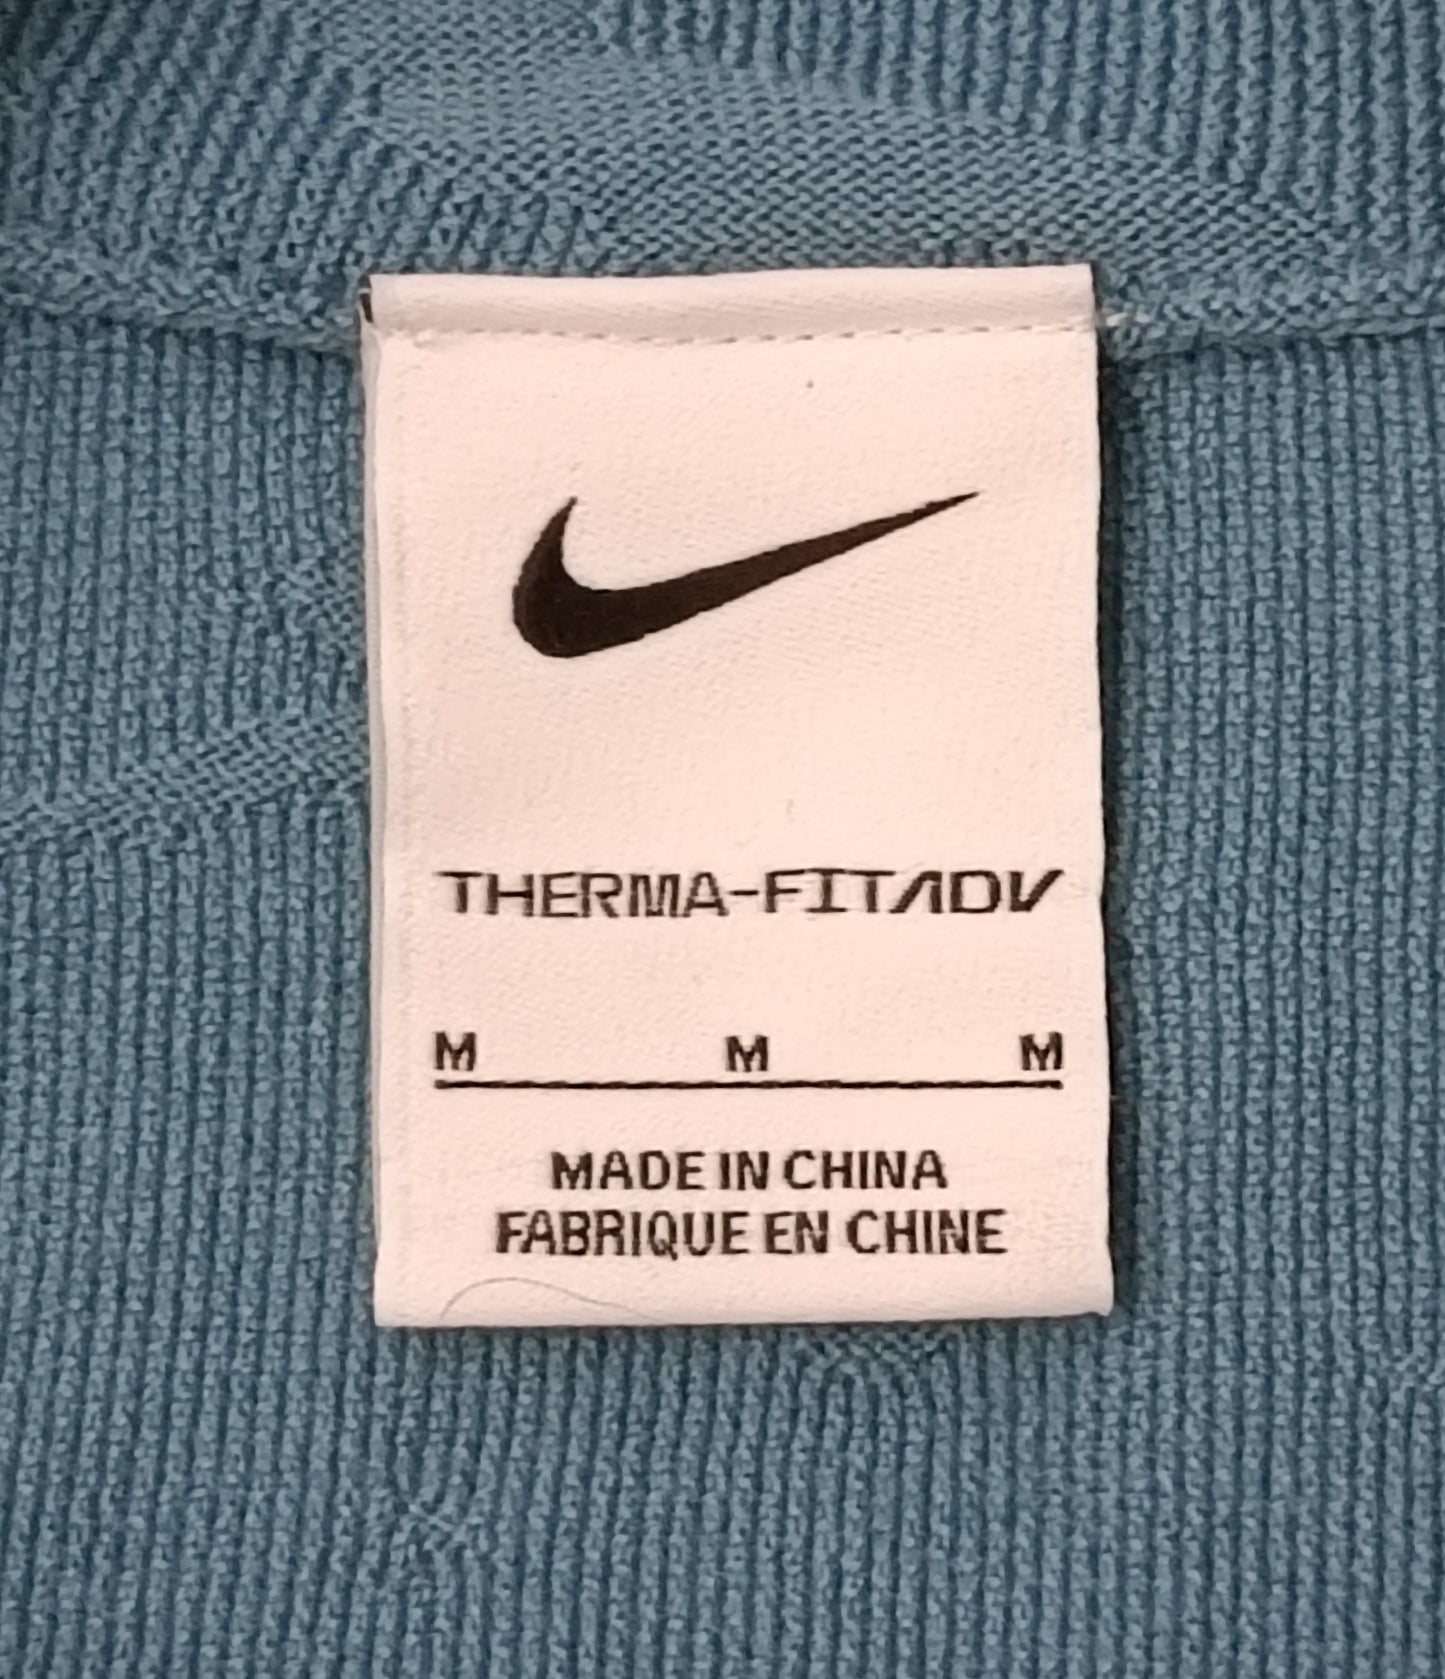 THERMA-FITADV
M M M
MADE IN CHINA
FABRIQUE EN CHINE